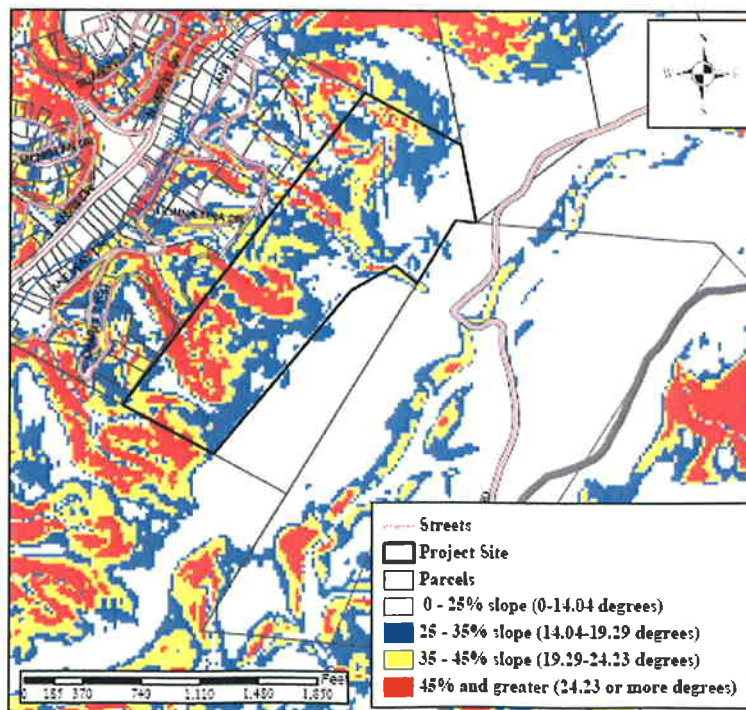 N
W E
S
Streets
Project Site
Parcels
0 - 25% slope (0-14.04 degrees)
25 - 35% slope (14.04-19.29 degrees)
35 - 45% slope (19.29-24.23 degrees)
45% and greater (24.23 or more degrees)
Feet
0 185 370 740 1,110 1,480 1,850